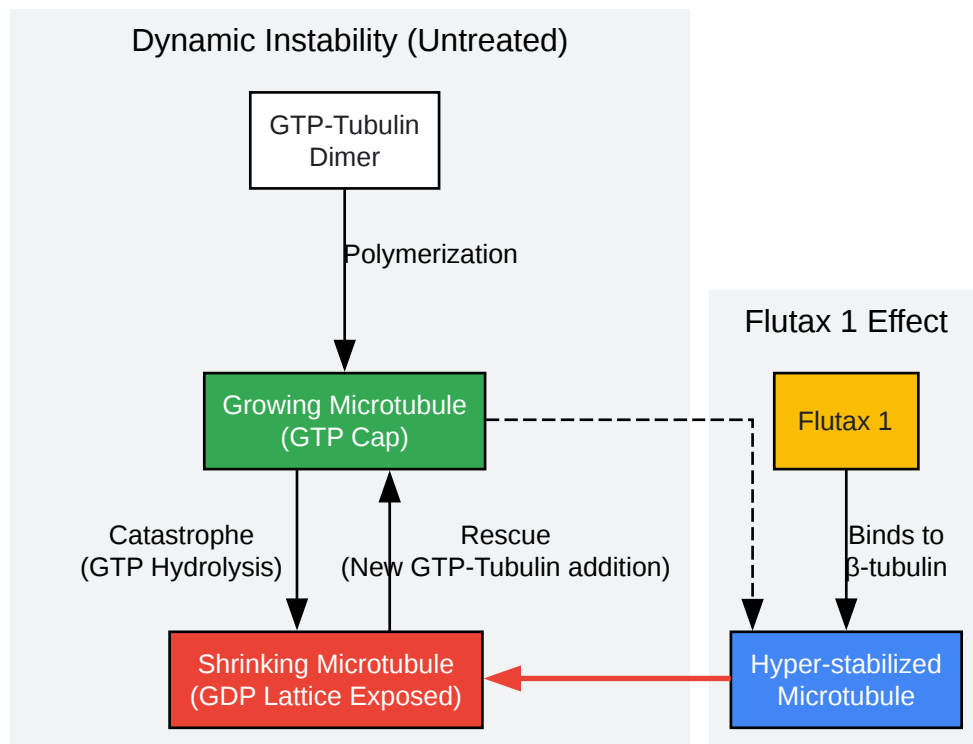 Dynamic Instability (Untreated)
GTP-Tubulin
Dimer
Polymerization
Flutax 1 Effect
Growing Microtubule
(GTP Cap)
Flutax 1
Catastrophe
(GTP Hydrolysis)
Rescue
(New GTP-Tubulin addition)
Binds to
β-tubulin
Shrinking Microtubule
(GDP Lattice Exposed)
Hyper-stabilized
Microtubule